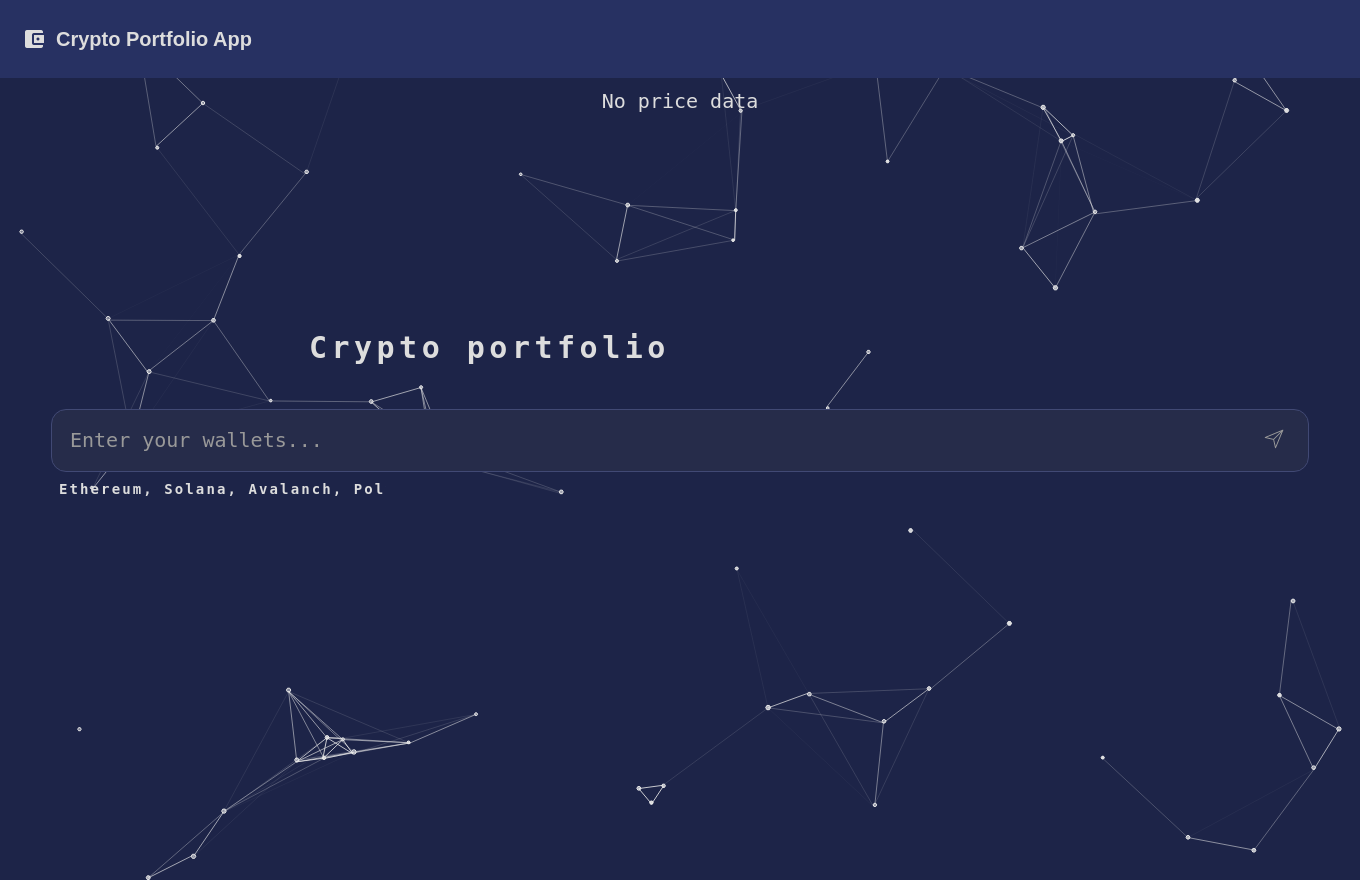 Crypto Portfolio App
No price data
Crypto portfolio
Enter your wallets...
Ethereum, Solana, Avalanch, Pol